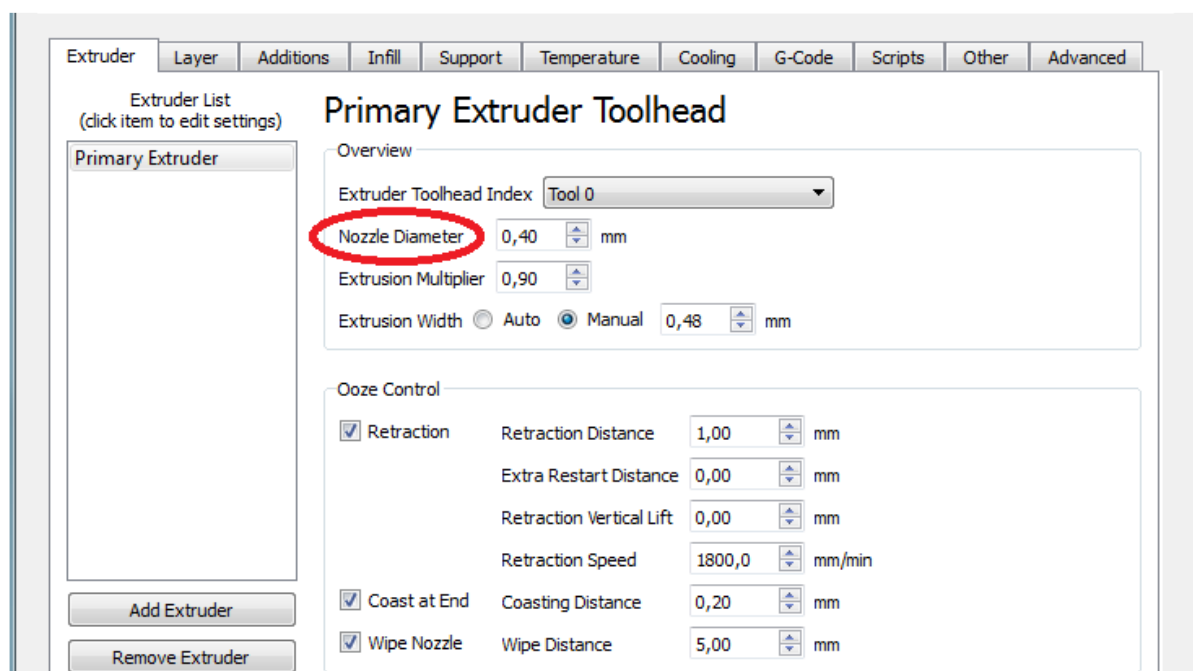 Extruder Layer Additions Infill Support Temperature Cooling G-Code Scripts Other Advanced
Extruder List
(click item to edit settings)
Primary Extruder
Add Extruder
Remove Extruder
Primary Extruder Toolhead
Overview
Extruder Toolhead Index Tool 0
Nozzle Diameter 0,40 mm
Extrusion Multiplier 0,90
Extrusion Width Auto Manual 0,48 mm
Ooze Control
Retraction Retraction Distance 1,00 mm
Extra Restart Distance 0,00 mm
Retraction Vertical Lift 0,00 mm
Retraction Speed 1800,0 mm/min
Coast at End Coasting Distance 0,20 mm
Wipe Nozzle Wipe Distance 5,00 mm